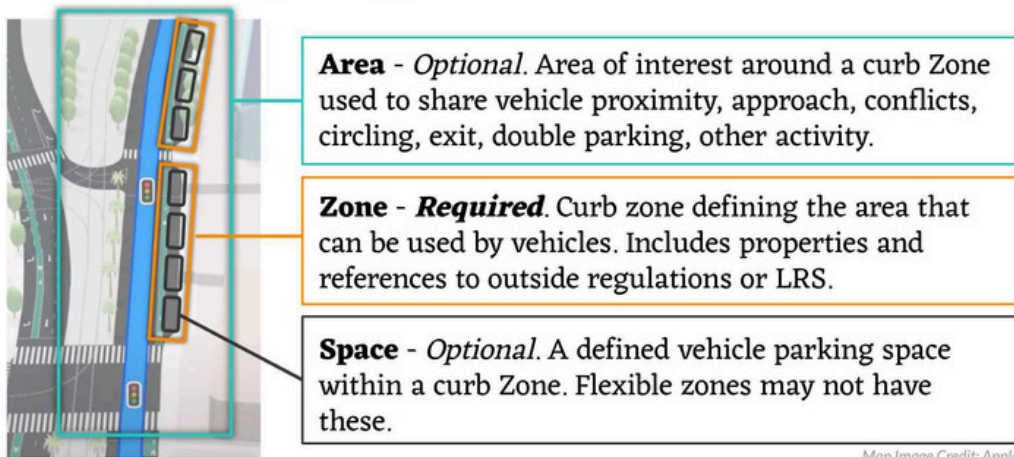 Area - Optional. Area of interest around a curb Zone
used to share vehicle proximity, approach, conflicts,
circling, exit, double parking, other activity.
Zone - Required. Curb zone defining the area that
can be used by vehicles. Includes properties and
references to outside regulations or LRS.
Space - Optional. A defined vehicle parking space
within a curb Zone. Flexible zones may not have
these.
Map Image Credit: Apple